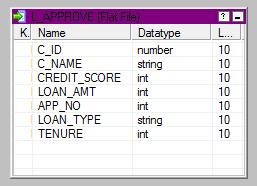 L_APPROVE (Flat File) ?
K. Name Datatype L...
C_ID number 10
C_NAME string 10
CREDIT_SCORE int 10
LOAN_AMT int 10
APP_NO int 10
LOAN_TYPE string 10
TENURE int 10